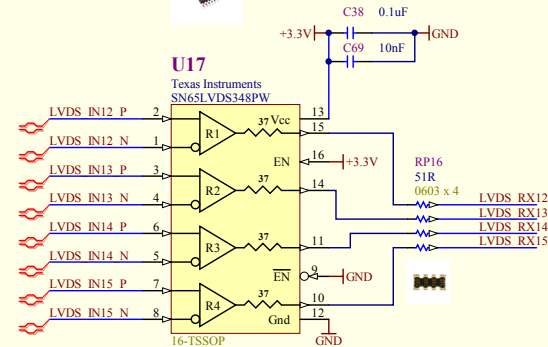 C38 0.1uF
+3.3V GND
C69 10nF
U17
Texas Instruments
SN65LVDS348PW
LVDS_IN12_P 2 37 Vcc 13
R1 15
LVDS_IN12_N 1 EN 16 +3.3V
LVDS_IN13_P 3 37 14
R2
LVDS_IN13_N 4
RP16
51R
0603 x 4
LVDS_RX12
LVDS_RX13
LVDS_RX14
LVDS_RX15
LVDS_IN14_P 6 37 11
R3
LVDS_IN14_N 5 EN 9 GND
LVDS_IN15_P 7 37 10
R4
LVDS_IN15_N 8 Gnd 12
16-TSSOP GND